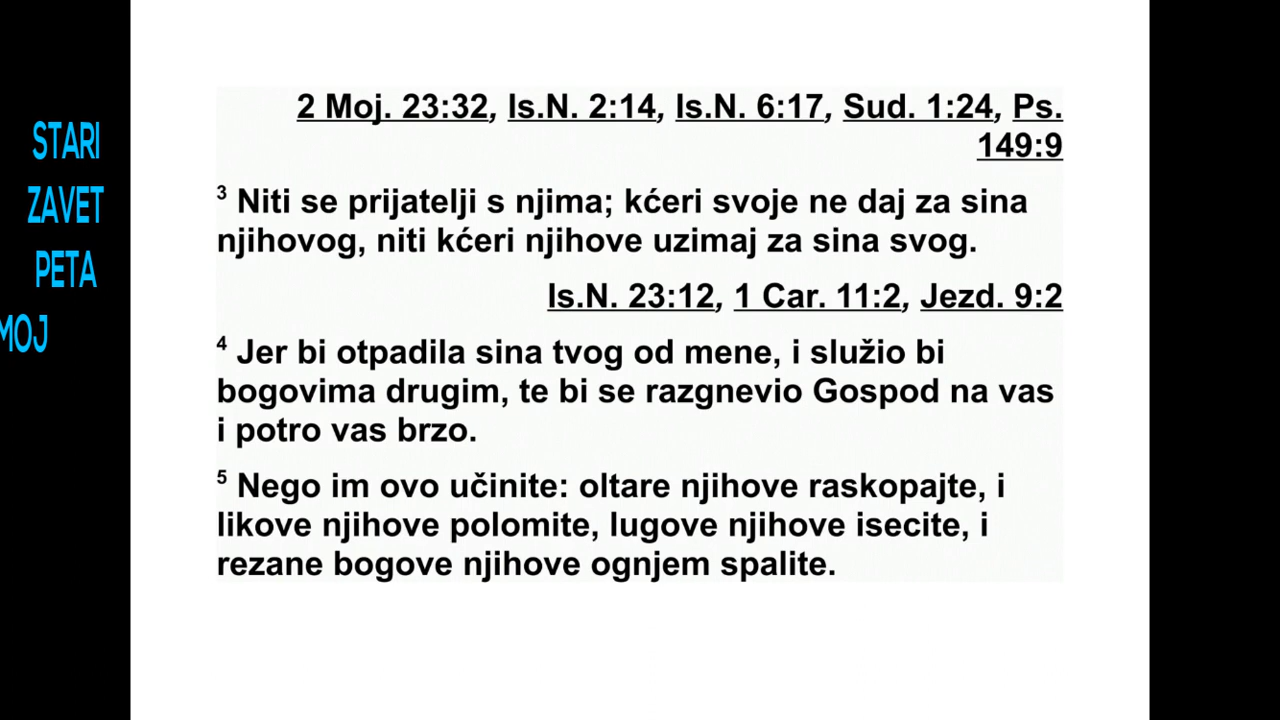 STARI
ZAVET
PETA
MOJ
2 Moj. 23:32, Is.N. 2:14, Is.N. 6:17, Sud. 1:24, Ps.
149:9
3 Niti se prijatelji s njima; kćeri svoje ne daj za sina
njihovog, niti kćeri njihove uzimaj za sina svog.
Is.N. 23:12, 1 Car. 11:2, Jezd. 9:2
4 Jer bi otpadila sina tvog od mene, i služio bi
bogovima drugim, te bi se razgnevio Gospod na vas
i potro vas brzo.
5 Nego im ovo učinite: oltare njihove raskopajte, i
likove njihove polomite, lugove njihove isecite, i
rezane bogove njihove ognjem spalite.